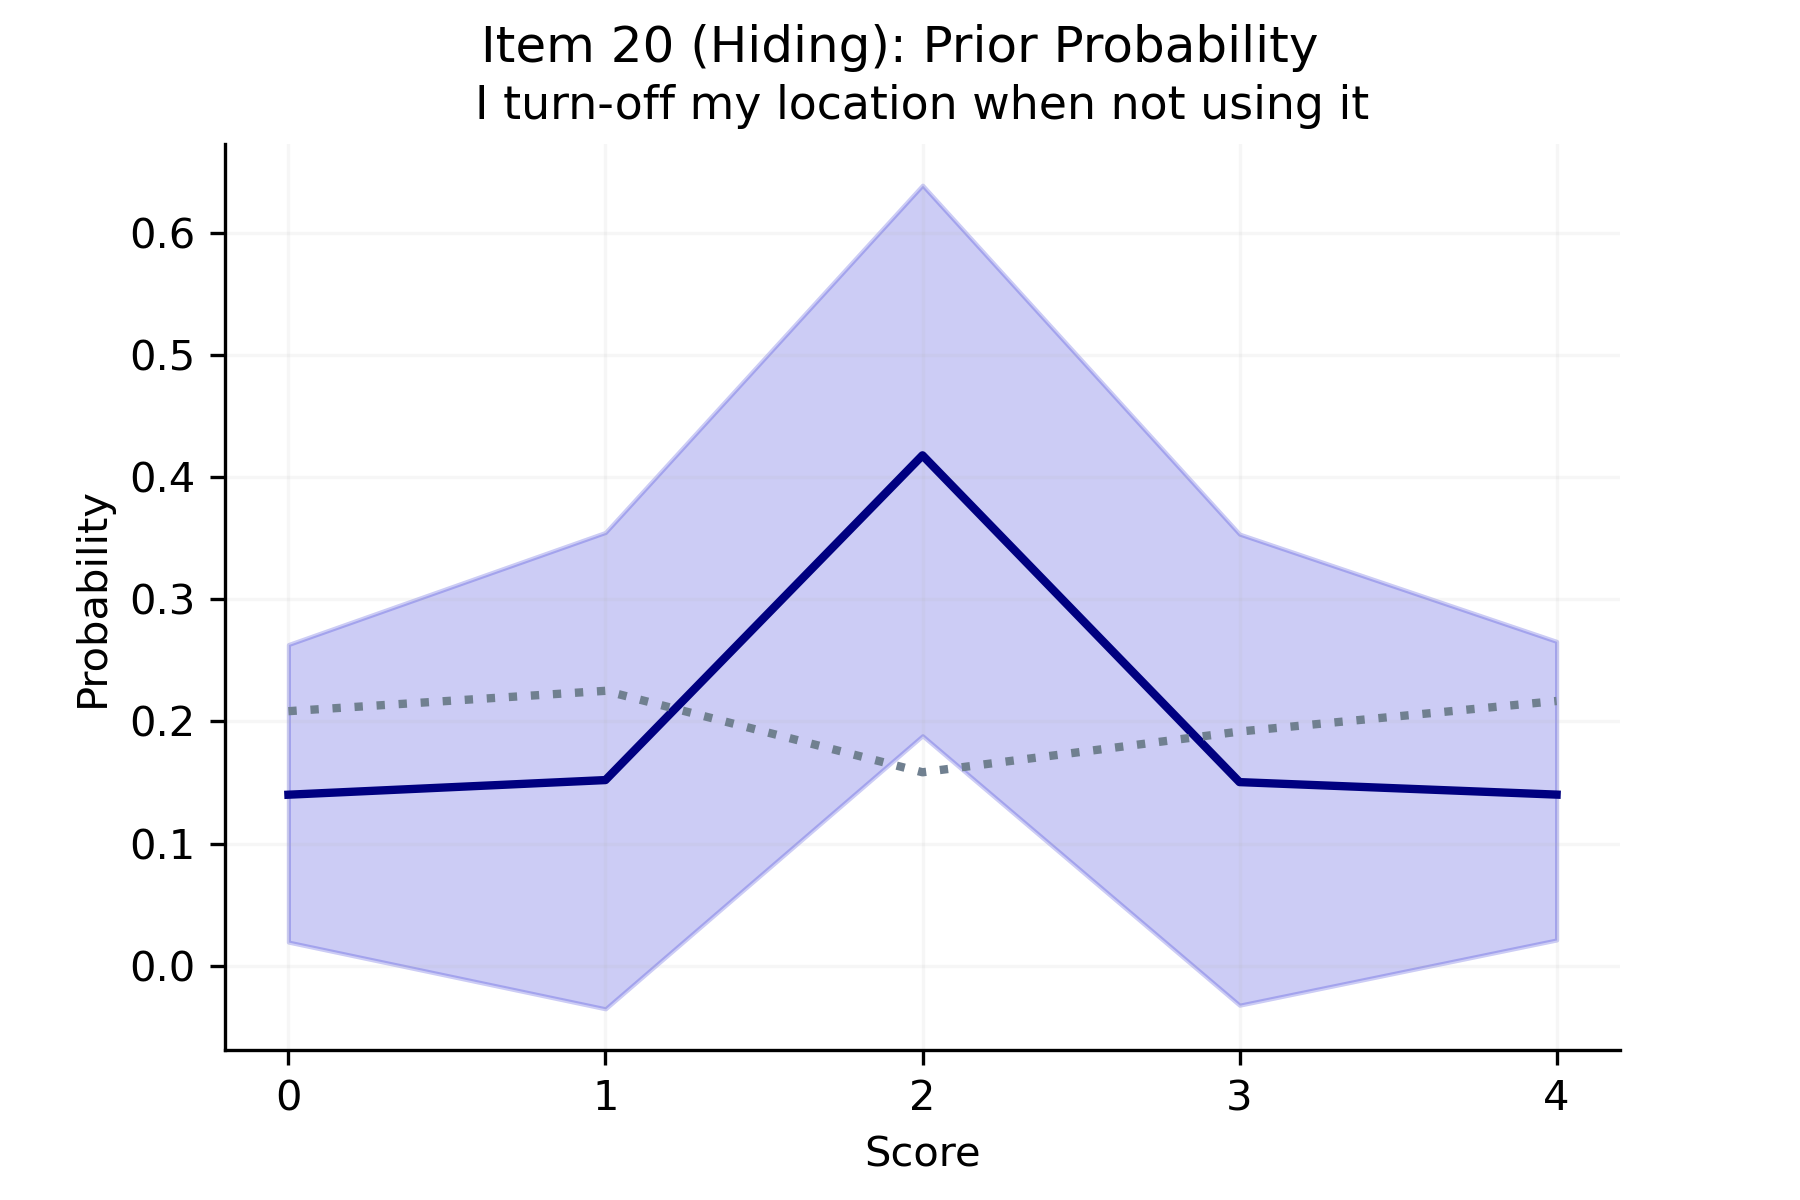 Item 20 (Hiding): Prior Probability
I turn-off my location when not using it
Probability
0.6
0.5
0.4
0.3
0.2
0.1
0.0
0 1 2 3 4
Score